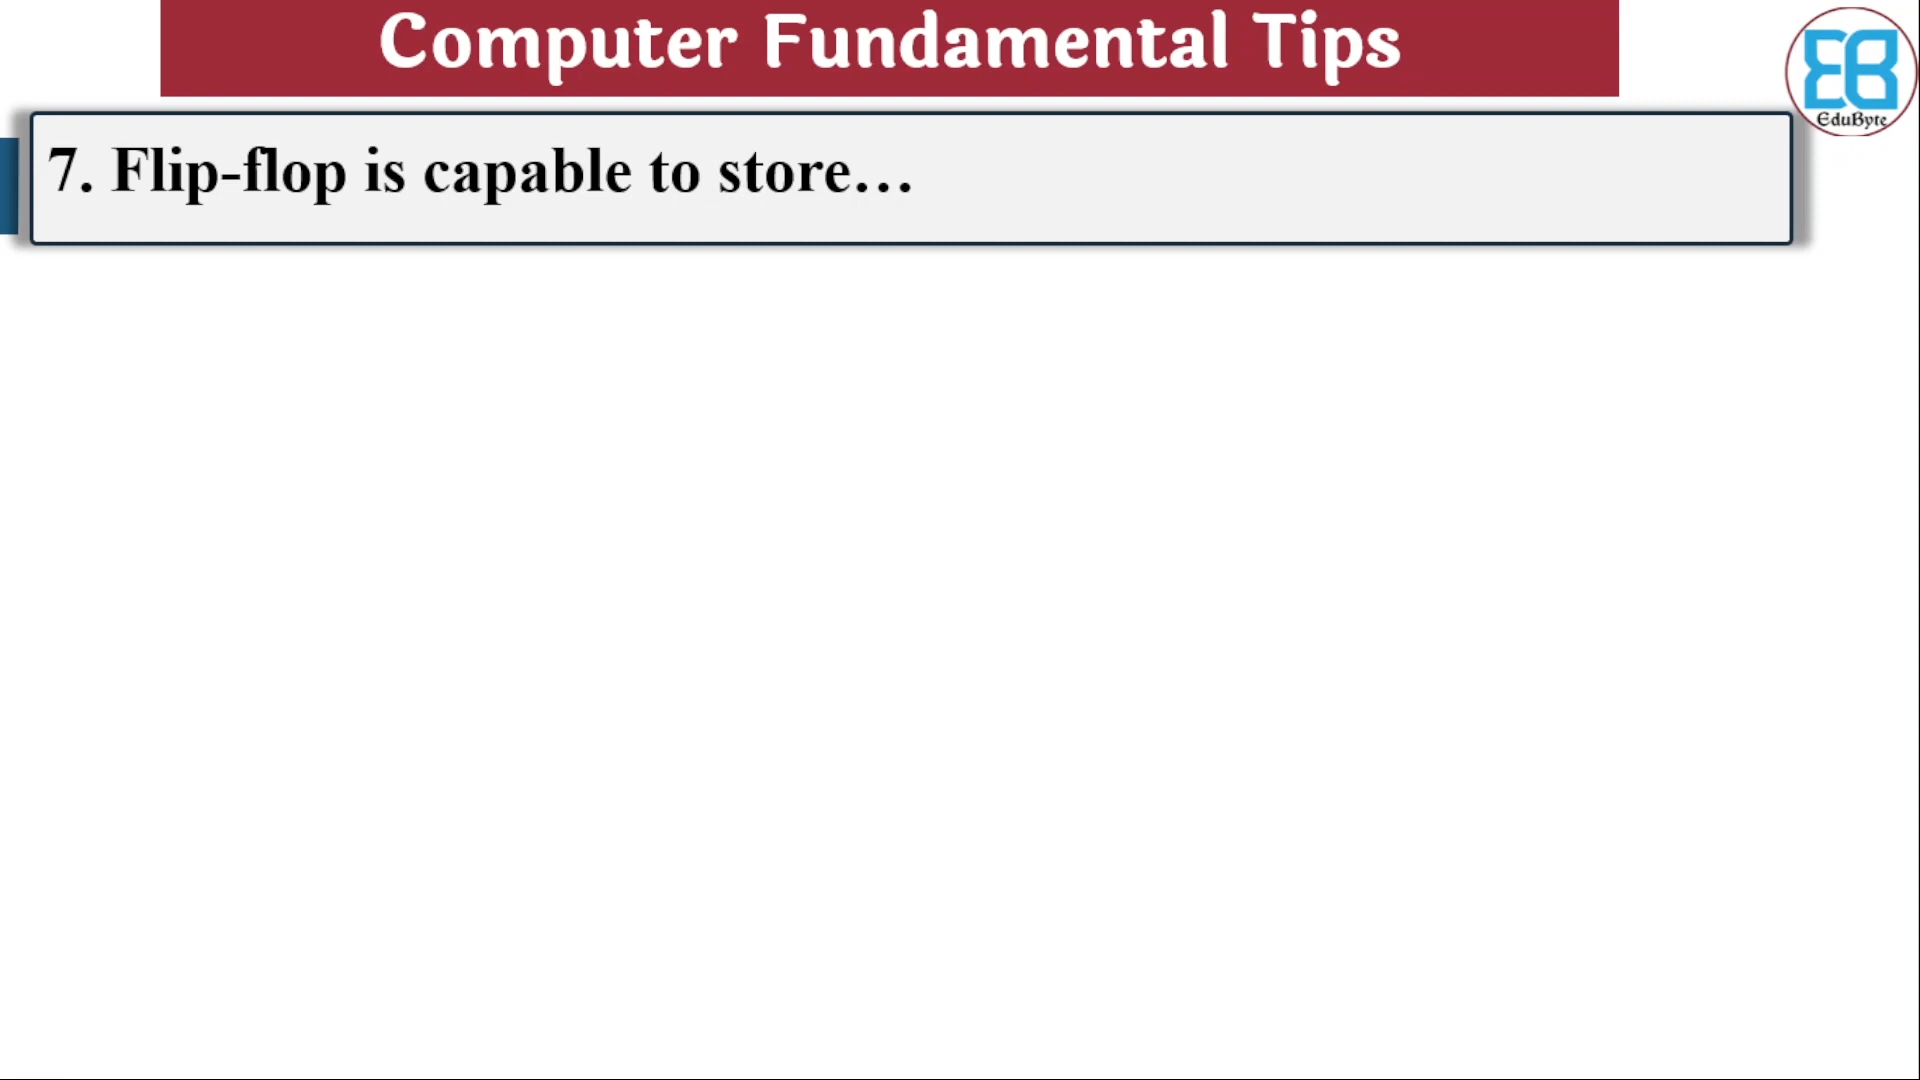 Computer Fundamental Tips
EduByte
7. Flip-flop is capable to store…